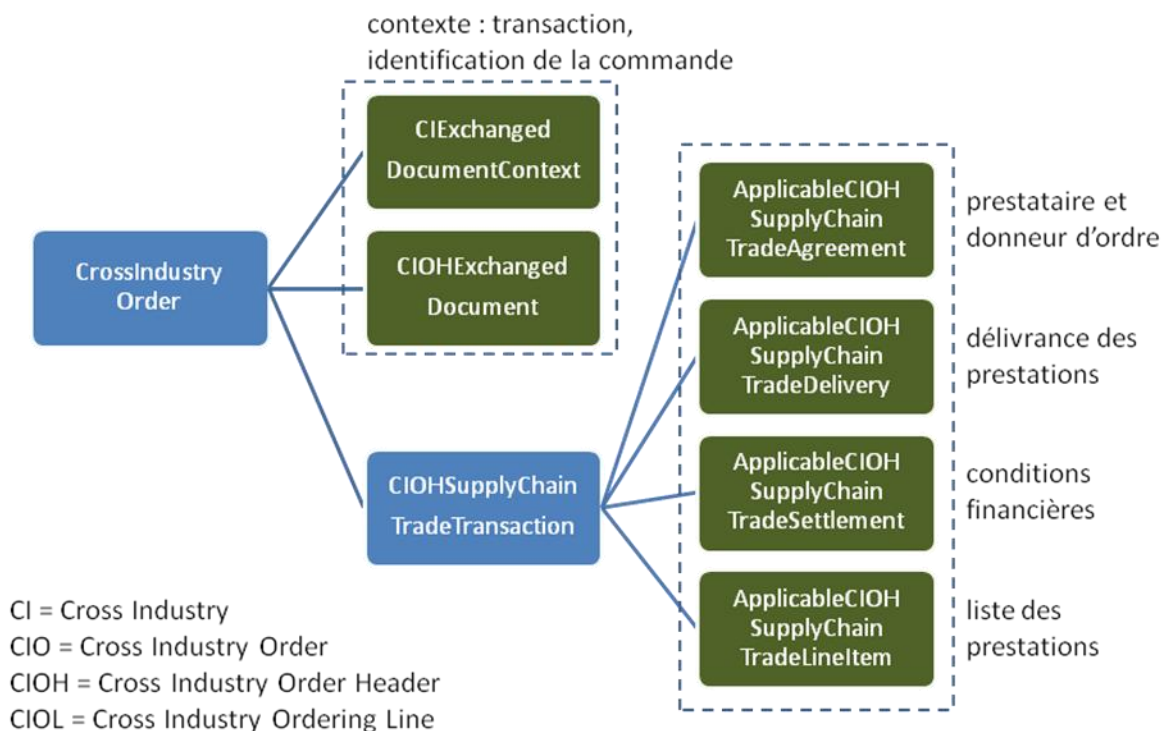 contexte : transaction,
identification de la commande
CIExchanged
DocumentContext
CIOHExchanged
Document
CrossIndustry
Order
CIOHSupplyChain
TradeTransaction
ApplicableCIOH
SupplyChain
TradeAgreement
prestataire et
donneur d’ordre
ApplicableCIOH
SupplyChain
TradeDelivery
délivrance des
prestations
ApplicableCIOH
SupplyChain
TradeSettlement
conditions
financières
ApplicableCIOH
SupplyChain
TradeLineItem
liste des
prestations
CI = Cross Industry
CIO = Cross Industry Order
CIOH = Cross Industry Order Header
CIOL = Cross Industry Ordering Line